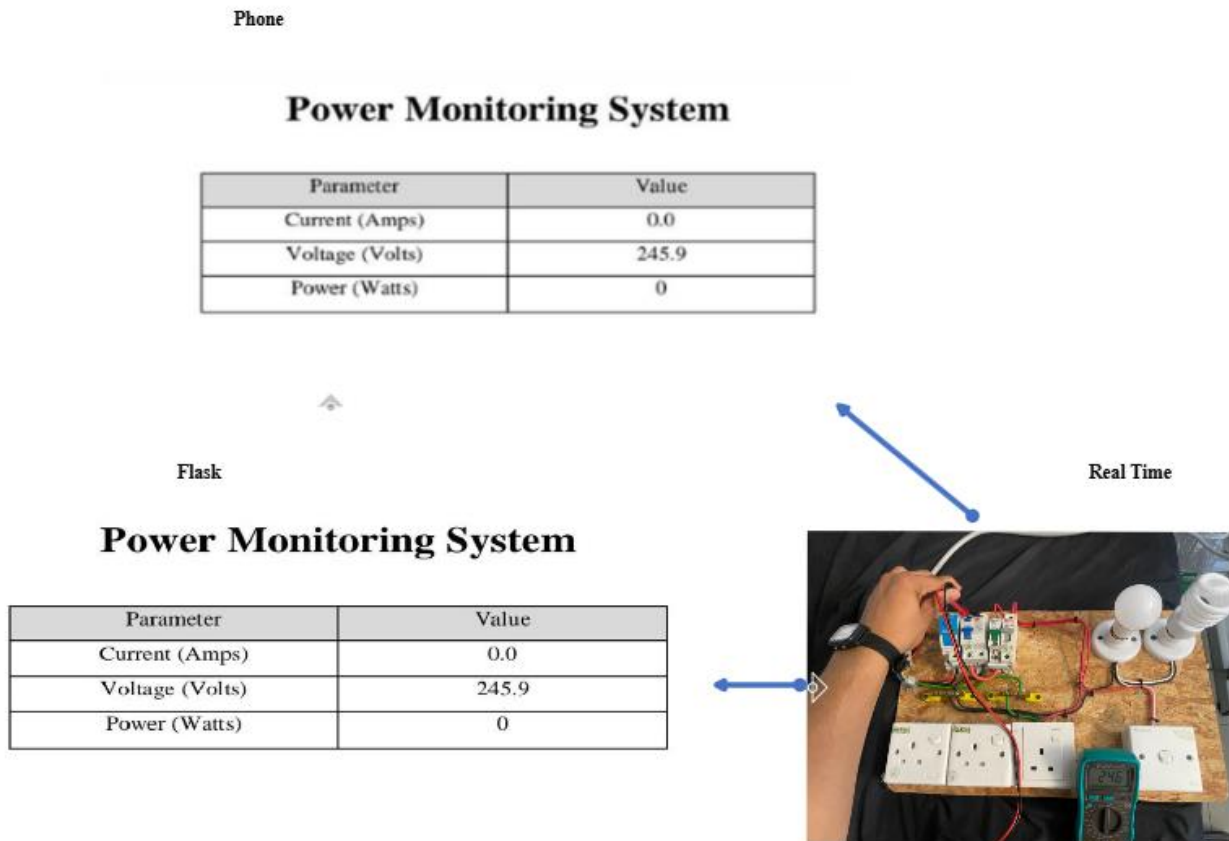 Phone
Power Monitoring System
Parameter Value
Current (Amps) 0.0
Voltage (Volts) 245.9
Power (Watts) 0
Flask
Real Time
Power Monitoring System
Parameter Value
Current (Amps) 0.0
Voltage (Volts) 245.9
Power (Watts) 0
246